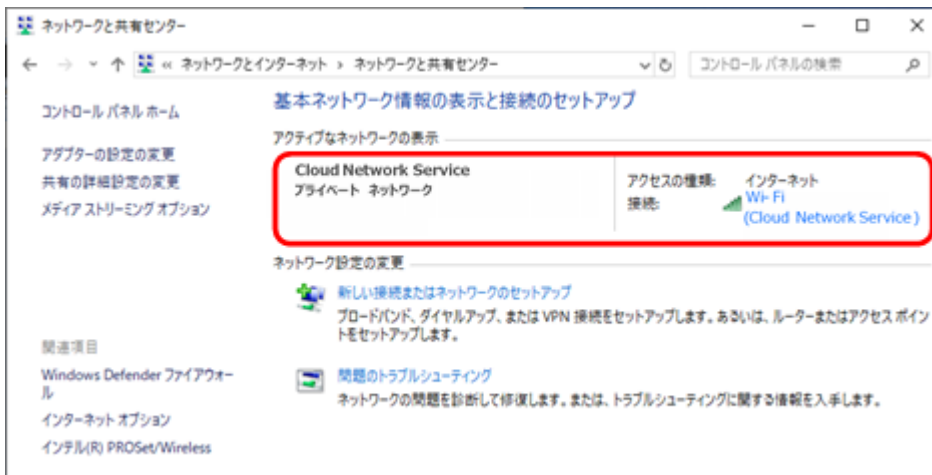 ネットワークと共有センター
« ネットワークとインターネット › ネットワークと共有センター
コントロール パネルの検索
コントロール パネル ホーム
アダプターの設定の変更
共有の詳細設定の変更
メディア ストリーミング オプション
関連項目
Windows Defender ファイアウォー
ル
インターネット オプション
インテル(R) PROSet/Wireless
基本ネットワーク情報の表示と接続のセットアップ
アクティブなネットワークの表示
Cloud Network Service
プライベート ネットワーク
アクセスの種類: インターネット
接続: Wi-Fi
(Cloud Network Service)
ネットワーク設定の変更
新しい接続またはネットワークのセットアップ
ブロードバンド、ダイヤルアップ、または VPN 接続をセットアップします。あるいは、ルーターまたはアクセス ポイン
トをセットアップします。
問題のトラブルシューティング
ネットワークの問題を診断して修復します。または、トラブルシューティングに関する情報を入手します。